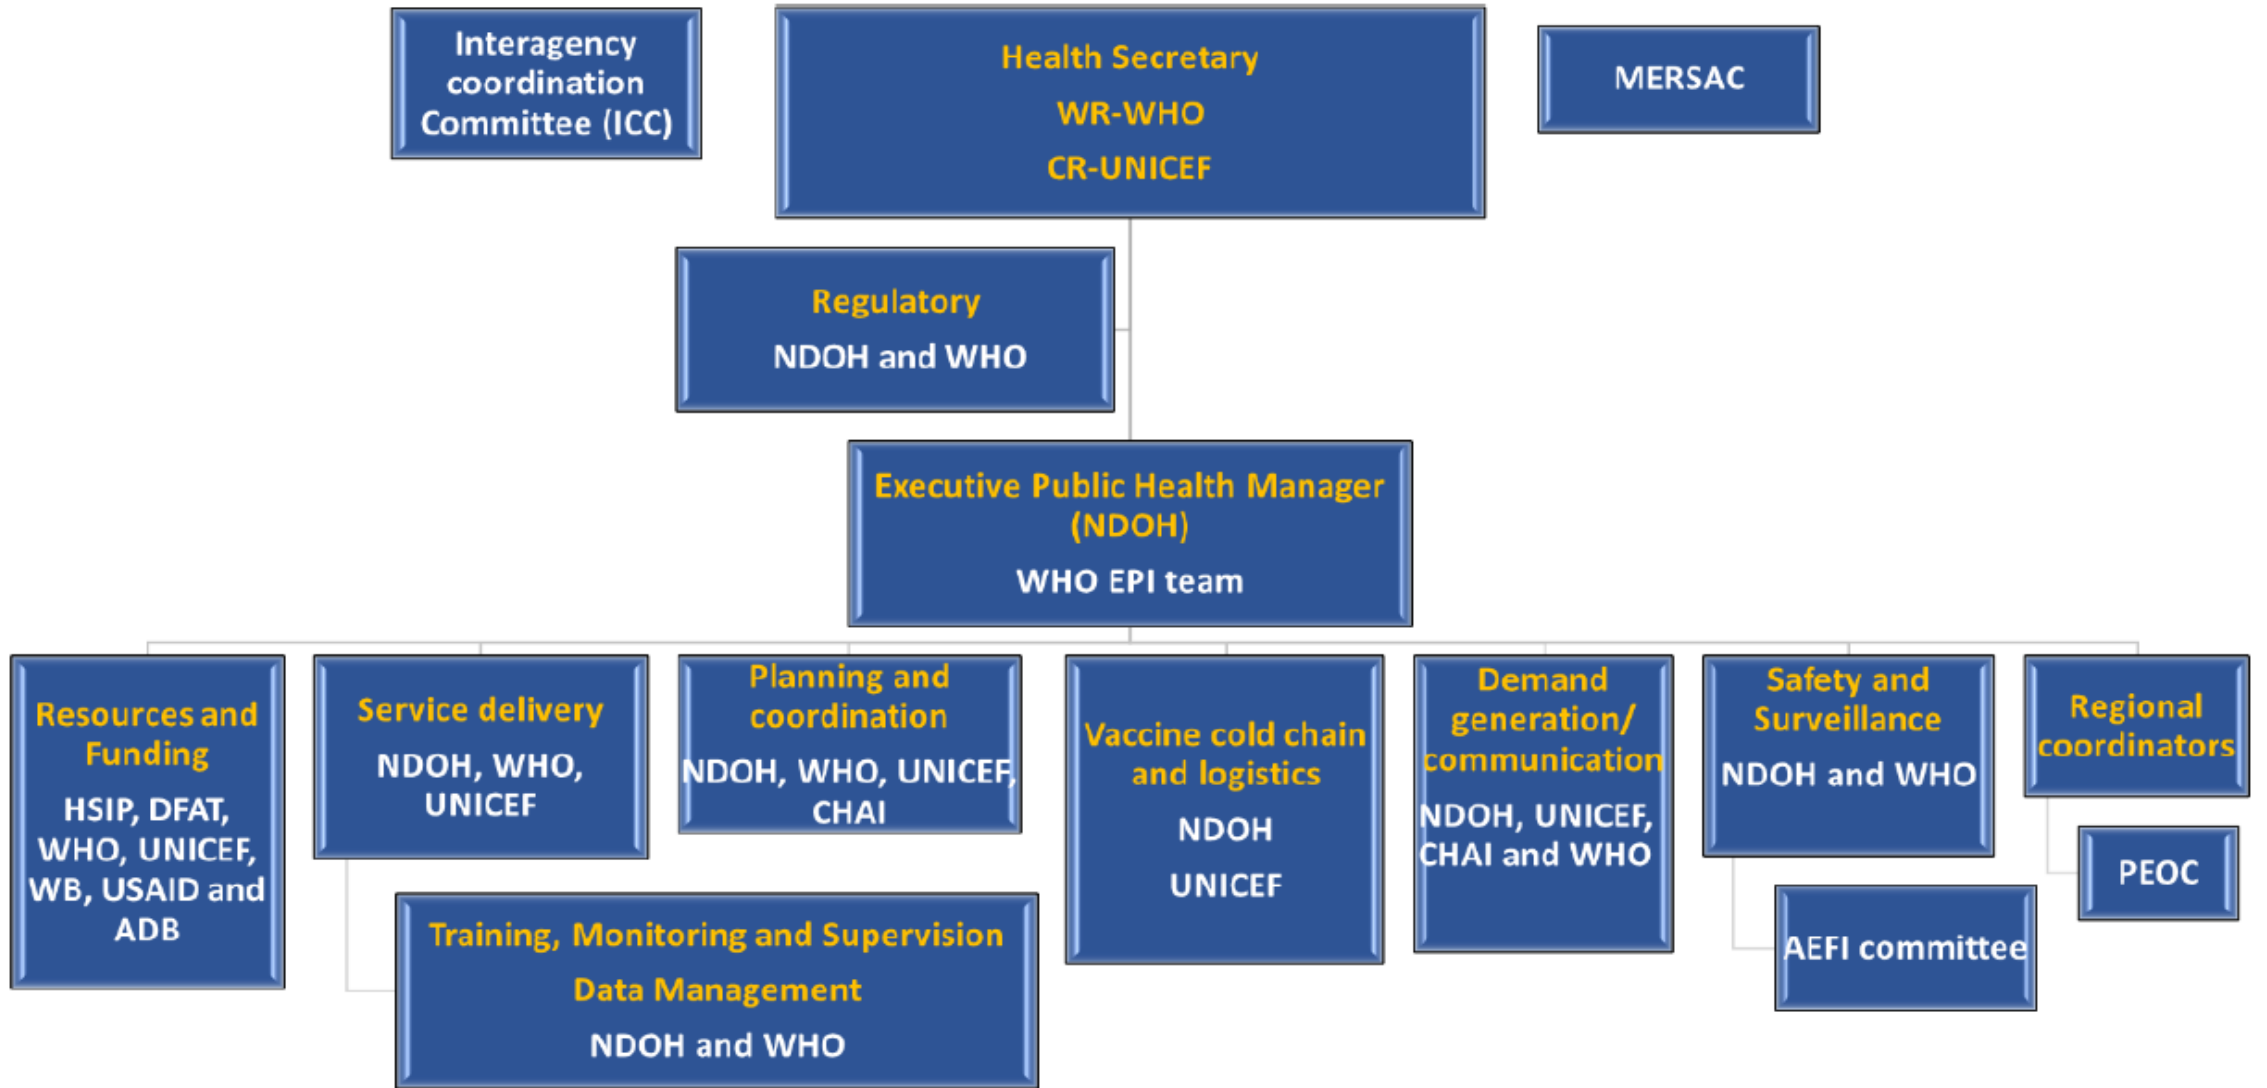 Interagency
coordination
Committee (ICC)
Health Secretary
WR-WHO
CR-UNICEF
MERSAC
Regulatory
NDOH and WHO
Executive Public Health Manager
(NDOH)
WHO EPI team
Resources and
Funding
HSIP, DFAT,
WHO, UNICEF,
WB, USAID and
ADB
Service delivery
NDOH, WHO,
UNICEF
Training, Monitoring and Supervision
Data Management
NDOH and WHO
Planning and
coordination
NDOH, WHO, UNICEF,
CHAI
Vaccine cold chain
and logistics
NDOH
UNICEF
Demand
generation/
communication
NDOH, UNICEF,
CHAI and WHO
Safety and
Surveillance
NDOH and WHO
AEFI committee
Regional
coordinators
PEOC